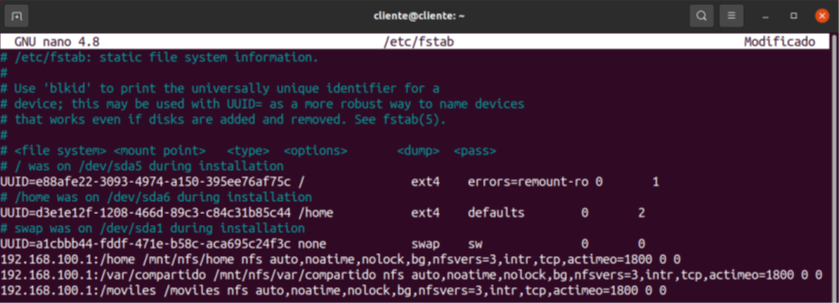 cliente@cliente: ~
GNU nano 4.8 /etc/fstab Modificado
# /etc/fstab: static file system information.
#
# Use 'blkid' to print the universally unique identifier for a
# device; this may be used with UUID= as a more robust way to name devices
# that works even if disks are added and removed. See fstab(5).
#
# <file system> <mount point>   <type>  <options>       <dump>  <pass>
# / was on /dev/sda5 during installation
UUID=e88afe22-3093-4974-a150-395ee76af75c /               ext4    errors=remount-ro 0       1
# /home was on /dev/sda6 during installation
UUID=d3e1e12f-1208-466d-89c3-c84c31b85c44 /home           ext4    defaults        0       2
# swap was on /dev/sda1 during installation
UUID=a1cbbb44-fddf-471e-b58c-aca695c24f3c none            swap    sw              0       0
192.168.100.1:/home /mnt/nfs/home nfs auto,noatime,nolock,bg,nfsvers=3,intr,tcp,actimeo=1800 0 0
192.168.100.1:/var/compartido /mnt/nfs/var/compartido nfs auto,noatime,nolock,bg,nfsvers=3,intr,tcp,actimeo=1800 0 0
192.168.100.1:/moviles /moviles nfs auto,noatime,nolock,bg,nfsvers=3,intr,tcp,actimeo=1800 0 0